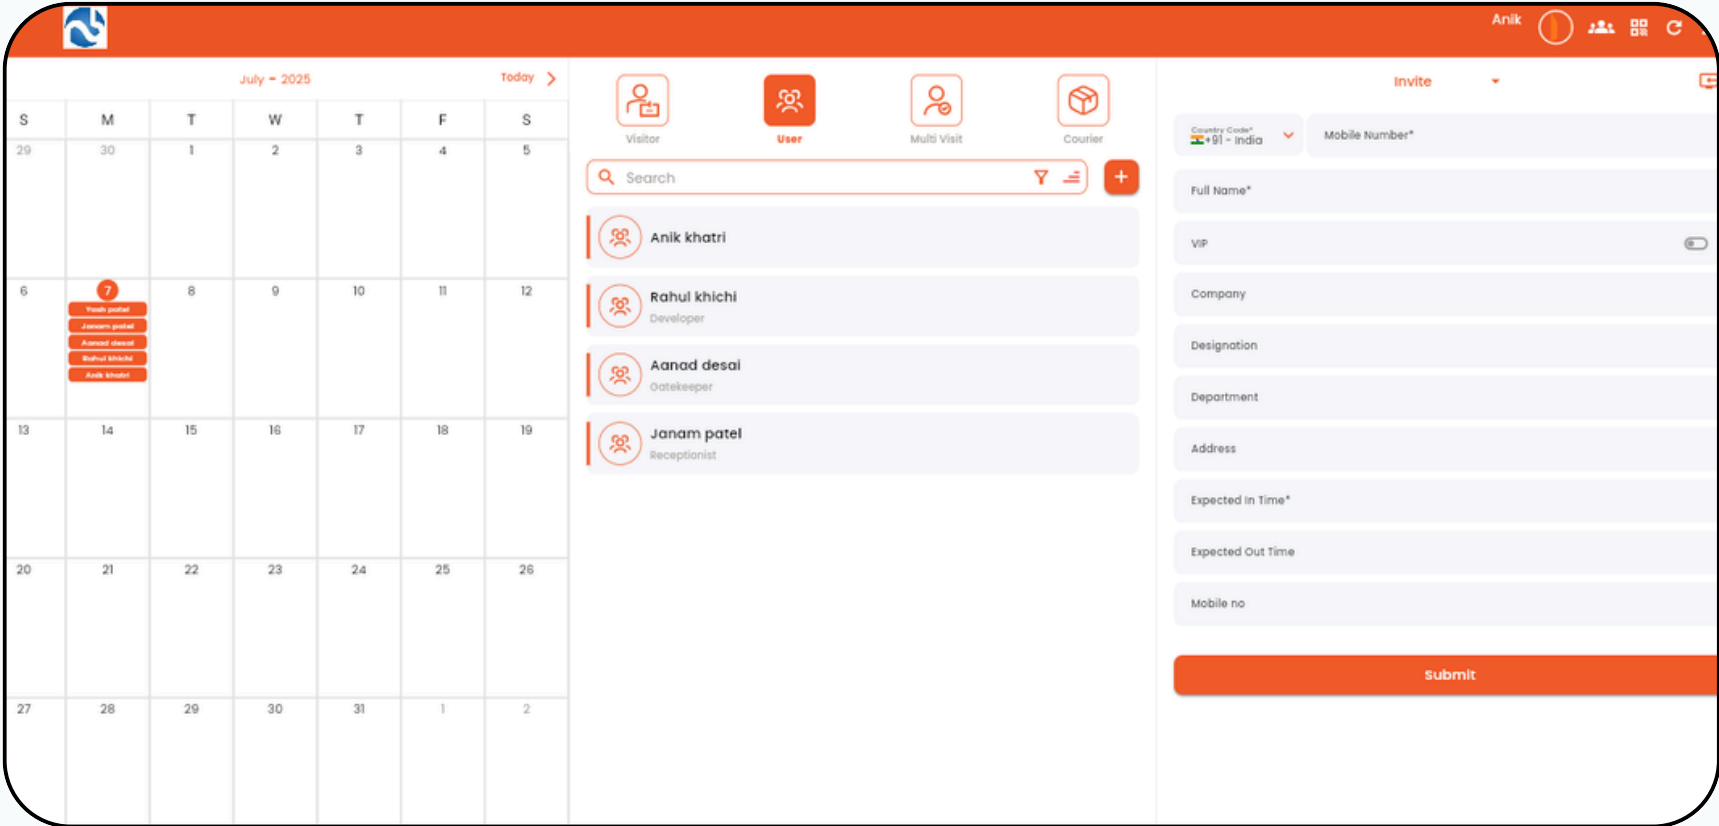 Anik
July - 2025
Today
S M T W T F S
29 30 1 2 3 4 5
6 7 8 9 10 11 12
Yash patel
Janam patel
Aanad desai
Rahul khichi
Anik khatri
13 14 15 16 17 18 19
20 21 22 23 24 25 26
27 28 29 30 31 1 2
Visitor
User
Multi Visit
Courier
Search
Anik khatri
Rahul khichi
Developer
Aanad desai
Gatekeeper
Janam patel
Receptionist
Invite
Country Code*
+91 - India
Mobile Number*
Full Name*
VIP
Company
Designation
Department
Address
Expected In Time*
Expected Out Time
Mobile no
Submit